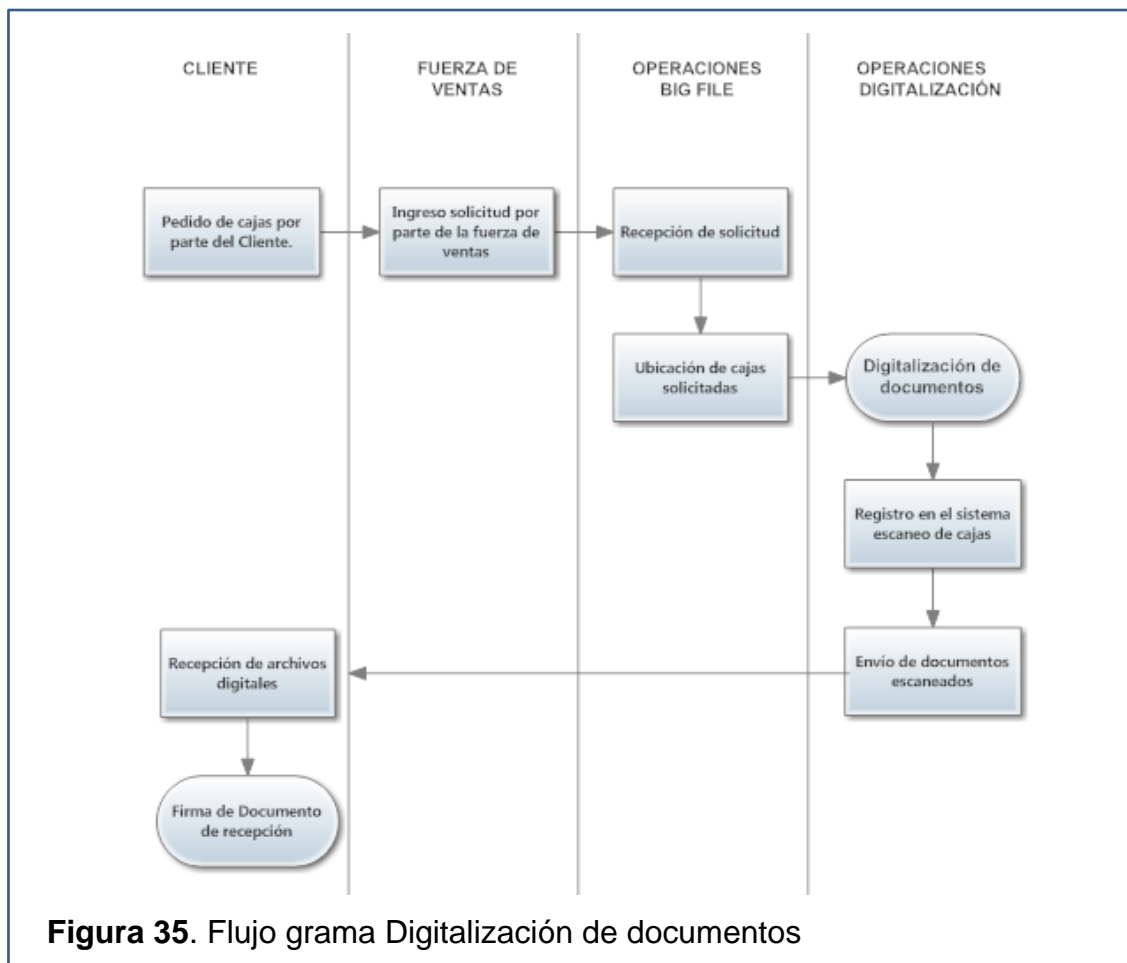 CLIENTE
FUERZA DE
VENTAS
OPERACIONES
BIG FILE
OPERACIONES
DIGITALIZACIÓN
Pedido de cajas por
parte del Cliente.
Ingreso solicitud por
parte de la fuerza de
ventas
Recepción de solicitud
Ubicación de cajas
solicitadas
Digitalización de
documentos
Registro en el sistema
escaneo de cajas
Envío de documentos
escaneados
Recepción de archivos
digitales
Firma de Documento
de recepción
Figura 35. Flujo grama Digitalización de documentos